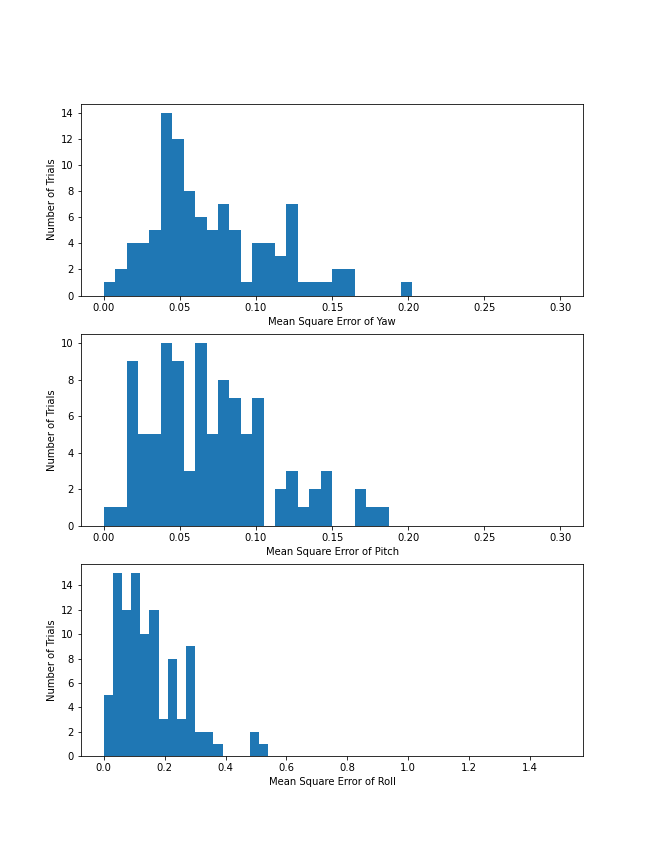 14
12
10
8
6
4
2
0
Number of Trials
0.00 0.05 0.10 0.15 0.20 0.25 0.30
Mean Square Error of Yaw
10
8
6
4
2
0
Number of Trials
0.00 0.05 0.10 0.15 0.20 0.25 0.30
Mean Square Error of Pitch
14
12
10
8
6
4
2
0
Number of Trials
0.0 0.2 0.4 0.6 0.8 1.0 1.2 1.4
Mean Square Error of Roll